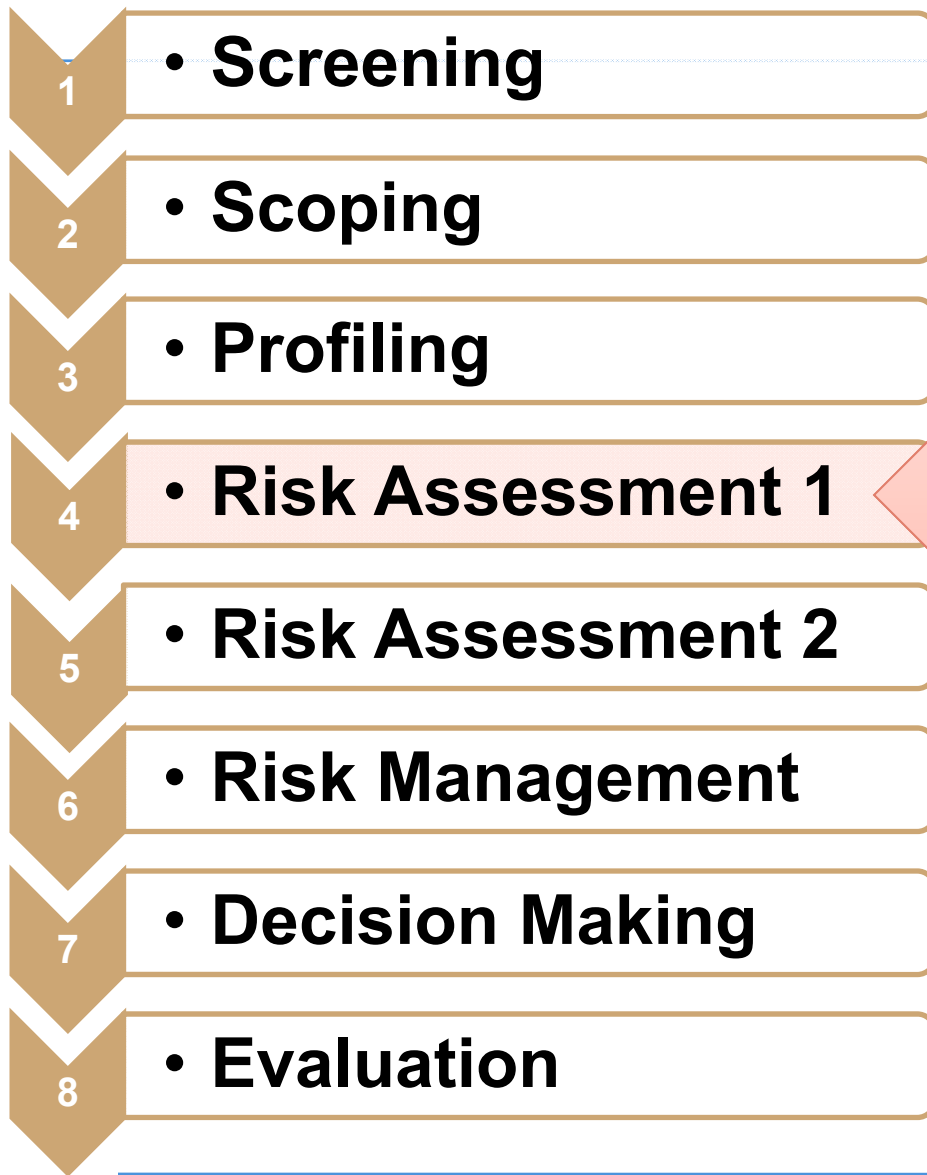 1 • Screening
2 • Scoping
3 • Profiling
4 • Risk Assessment 1
5 • Risk Assessment 2
6 • Risk Management
7 • Decision Making
8 • Evaluation